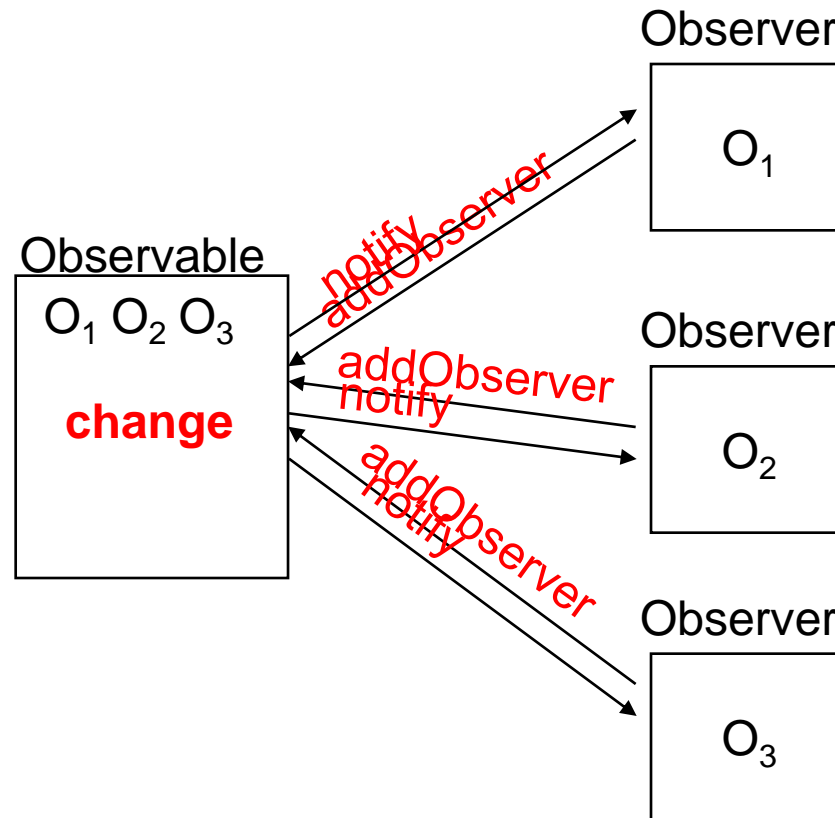 Observer
O₁
notify
addObserver
Observable
O₁ O₂ O₃
change
Observer
addObserver
notify
O₂
addObserver
notify
Observer
O₃